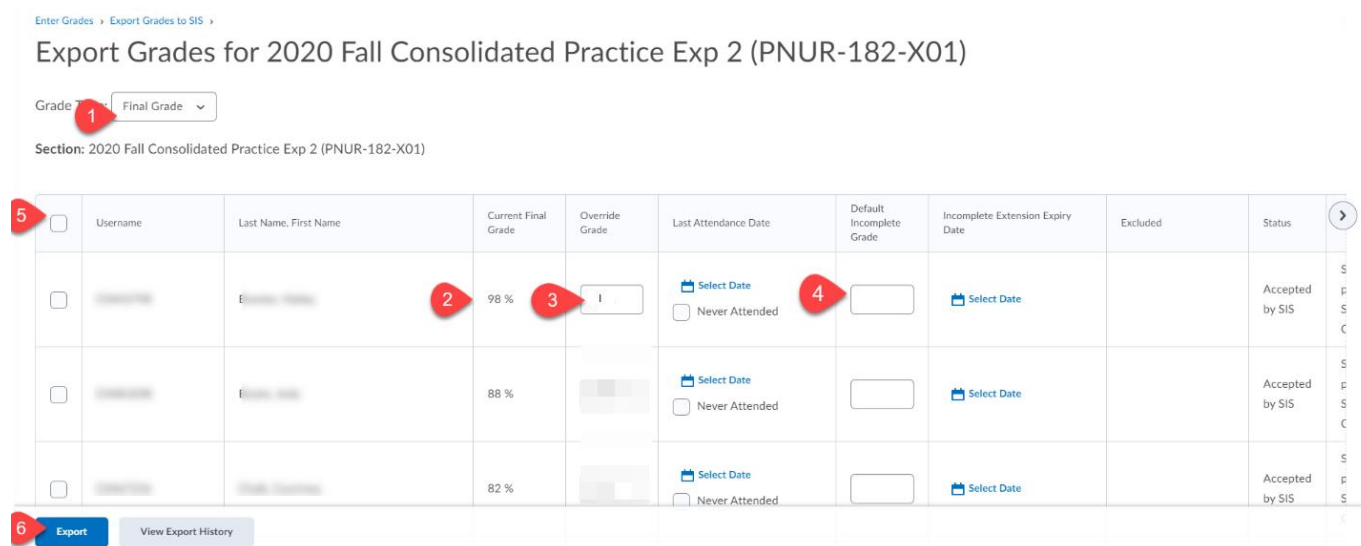 Enter Grades › Export Grades to SIS ›
Export Grades for 2020 Fall Consolidated Practice Exp 2 (PNUR-182-X01)
Grade 1 Final Grade
Section: 2020 Fall Consolidated Practice Exp 2 (PNUR-182-X01)
5 Username Last Name, First Name Current Final Grade Override Grade Last Attendance Date Default Incomplete Grade Incomplete Extension Expiry Date Excluded Status
2 98 % 3 I Select Date 4 Select Date Accepted by SIS
Never Attended
88 % Select Date Select Date Accepted by SIS
Never Attended
82 % Select Date Select Date Accepted by SIS
Never Attended
6 Export View Export History